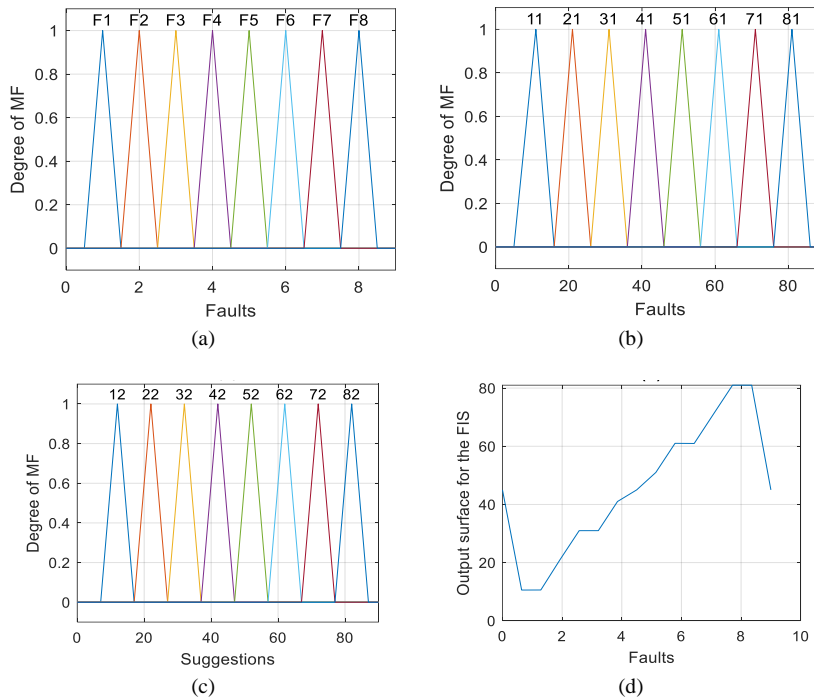 F1 F2 F3 F4 F5 F6 F7 F8
1
0.8
0.6
0.4
0.2
0
Degree of MF
0 2 4 6 8
Faults
(a)
11 21 31 41 51 61 71 81
1
0.8
0.6
0.4
0.2
0
Degree of MF
0 20 40 60 80
Faults
(b)
12 22 32 42 52 62 72 82
1
0.8
0.6
0.4
0.2
0
Degree of MF
0 20 40 60 80
Suggestions
(c)
80
60
40
20
0
Output surface for the FIS
0 2 4 6 8 10
Faults
(d)